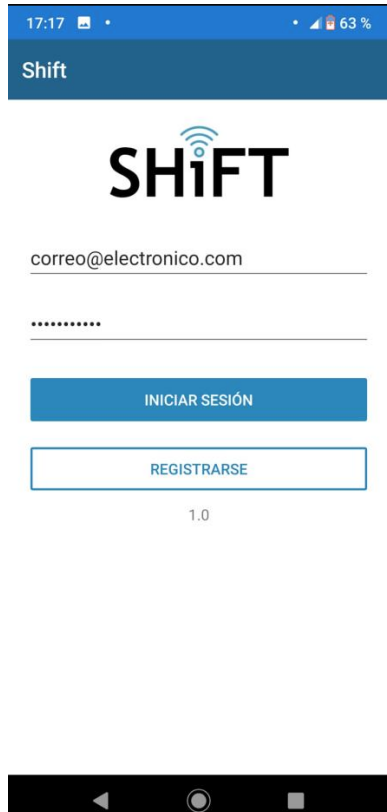 17:17 63 %
Shift
SHiFT
correo@electronico.com
•••••••••••
INICIAR SESIÓN
REGISTRARSE
1.0